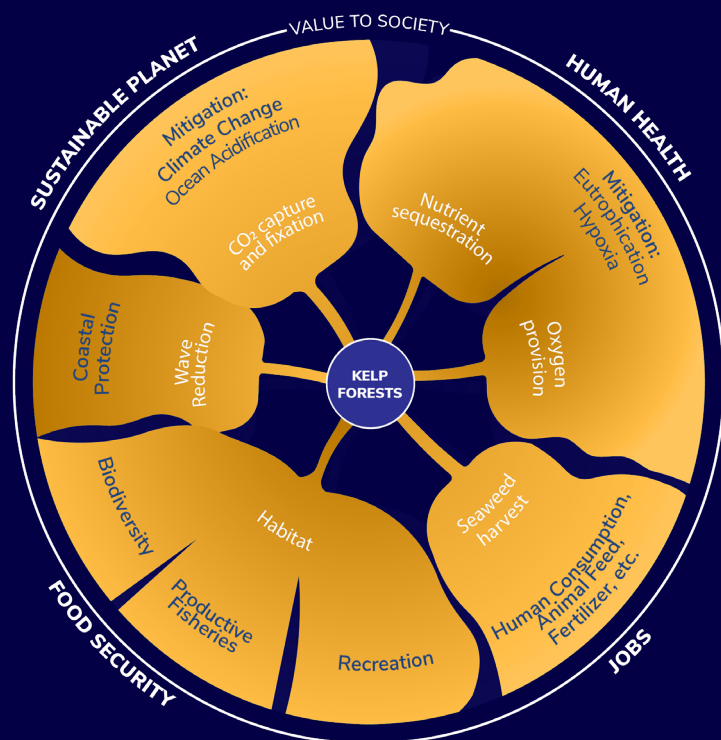 VALUE TO SOCIETY
SUSTAINABLE PLANET
HUMAN HEALTH
Mitigation:
Climate Change
Ocean Acidification
CO₂ capture
and fixation
Nutrient
sequestration
Mitigation:
Eutrophication
Hypoxia
Coastal
Protection
Wave
Reduction
KELP
FORESTS
Oxygen
provision
Biodiversity
Habitat
Seaweed
harvest
Productive
Fisheries
Recreation
Human Consumption,
Animal Feed,
Fertilizer, etc.
FOOD SECURITY
JOBS